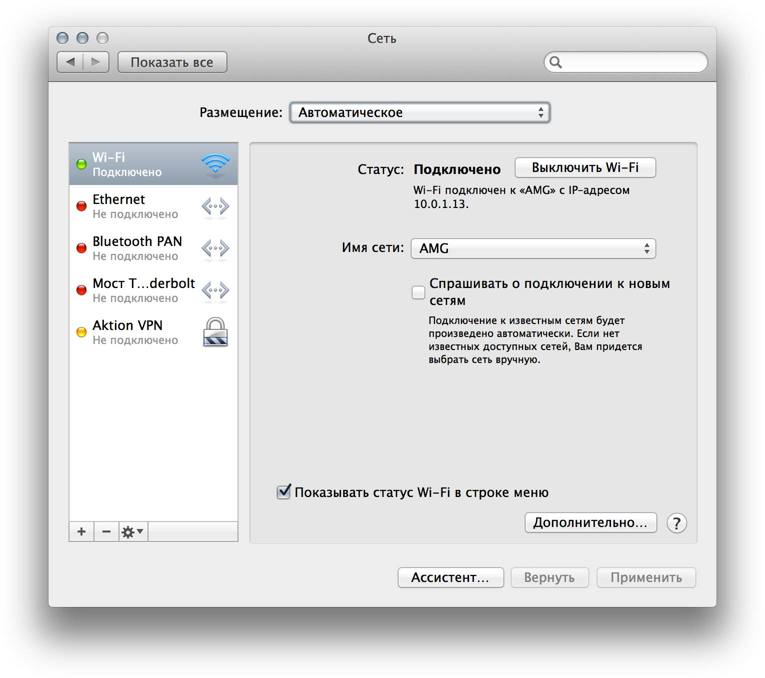 Сеть
Показать все
Размещение: Автоматическое
Wi-Fi
Подключено
Ethernet
Не подключено
Bluetooth PAN
Не подключено
Мост T...derbolt
Не подключено
Aktion VPN
Не подключено
Статус: Подключено
Выключить Wi-Fi
Wi-Fi подключен к «AMG» с IP-адресом
10.0.1.13.
Имя сети: AMG
Спрашивать о подключении к новым
сетям
Подключение к известным сетям будет
произведено автоматически. Если нет
известных доступных сетей, Вам придется
выбрать сеть вручную.
Показывать статус Wi-Fi в строке меню
Дополнительно...
?
Ассистент...
Вернуть
Применить